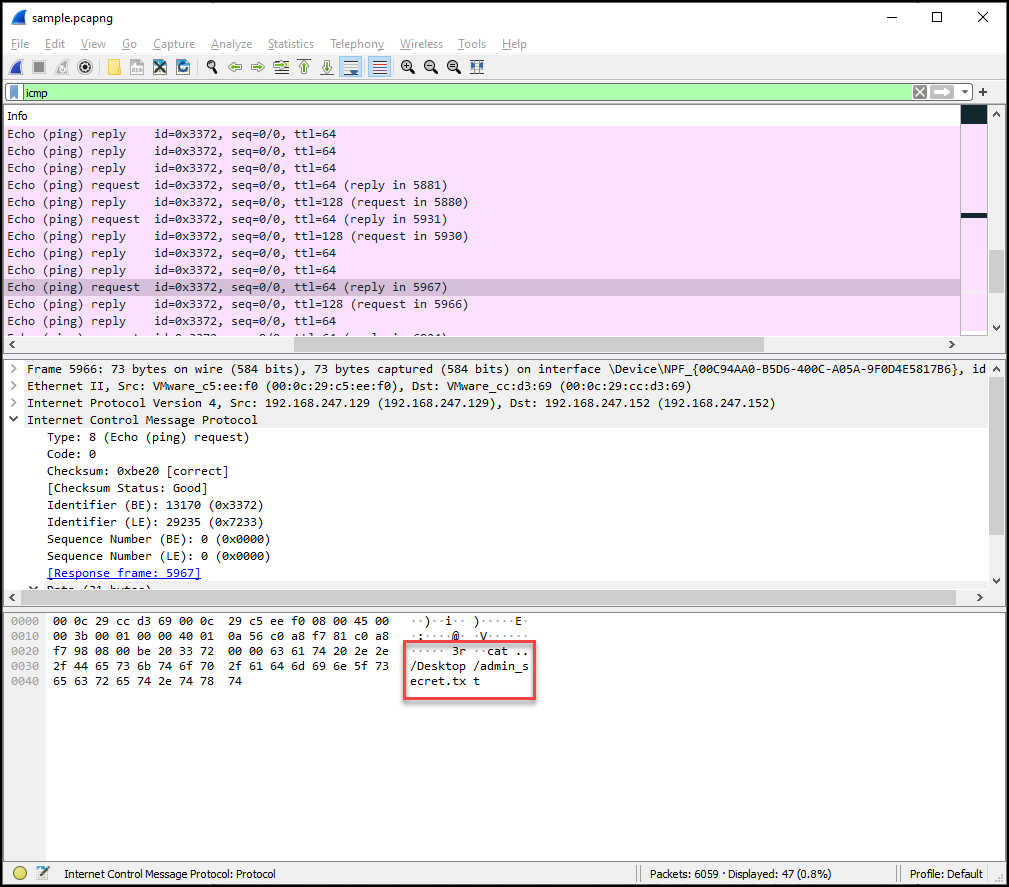 sample.pcapng
File Edit View Go Capture Analyze Statistics Telephony Wireless Tools Help
icmp
Info
Echo (ping) reply id=0x3372, seq=0/0, ttl=64
Echo (ping) reply id=0x3372, seq=0/0, ttl=64
Echo (ping) reply id=0x3372, seq=0/0, ttl=64
Echo (ping) request id=0x3372, seq=0/0, ttl=64 (reply in 5881)
Echo (ping) reply id=0x3372, seq=0/0, ttl=128 (request in 5880)
Echo (ping) request id=0x3372, seq=0/0, ttl=64 (reply in 5931)
Echo (ping) reply id=0x3372, seq=0/0, ttl=128 (request in 5930)
Echo (ping) reply id=0x3372, seq=0/0, ttl=64
Echo (ping) reply id=0x3372, seq=0/0, ttl=64
Echo (ping) request id=0x3372, seq=0/0, ttl=64 (reply in 5967)
Echo (ping) reply id=0x3372, seq=0/0, ttl=128 (request in 5966)
Echo (ping) reply id=0x3372, seq=0/0, ttl=64
Frame 5966: 73 bytes on wire (584 bits), 73 bytes captured (584 bits) on interface \Device\NPF_{00C94AA0-B5D6-400C-A05A-9F0D4E5817B6}, id
Ethernet II, Src: VMware_c5:ee:f0 (00:0c:29:c5:ee:f0), Dst: VMware_cc:d3:69 (00:0c:29:cc:d3:69)
Internet Protocol Version 4, Src: 192.168.247.129 (192.168.247.129), Dst: 192.168.247.152 (192.168.247.152)
Internet Control Message Protocol
Type: 8 (Echo (ping) request)
Code: 0
Checksum: 0xbe20 [correct]
[Checksum Status: Good]
Identifier (BE): 13170 (0x3372)
Identifier (LE): 29235 (0x7233)
Sequence Number (BE): 0 (0x0000)
Sequence Number (LE): 0 (0x0000)
[Response frame: 5967]
Data (31 bytes)
0000 00 0c 29 cc d3 69 00 0c 29 c5 ee f0 08 00 45 00 ··)··i·· )·····E·
0010 00 3b 00 01 00 00 40 01 0a 56 c0 a8 f7 81 c0 a8 ·;····@· ·V······
0020 f7 98 08 00 be 20 33 72 00 00 63 61 74 20 2e 2e ····· 3r ··cat ..
0030 2f 44 65 73 6b 74 6f 70 2f 61 64 6d 69 6e 5f 73 /Desktop /admin_s
0040 65 63 72 65 74 2e 74 78 74 ecret.tx t
Internet Control Message Protocol: Protocol
Packets: 6059 · Displayed: 47 (0.8%)
Profile: Default